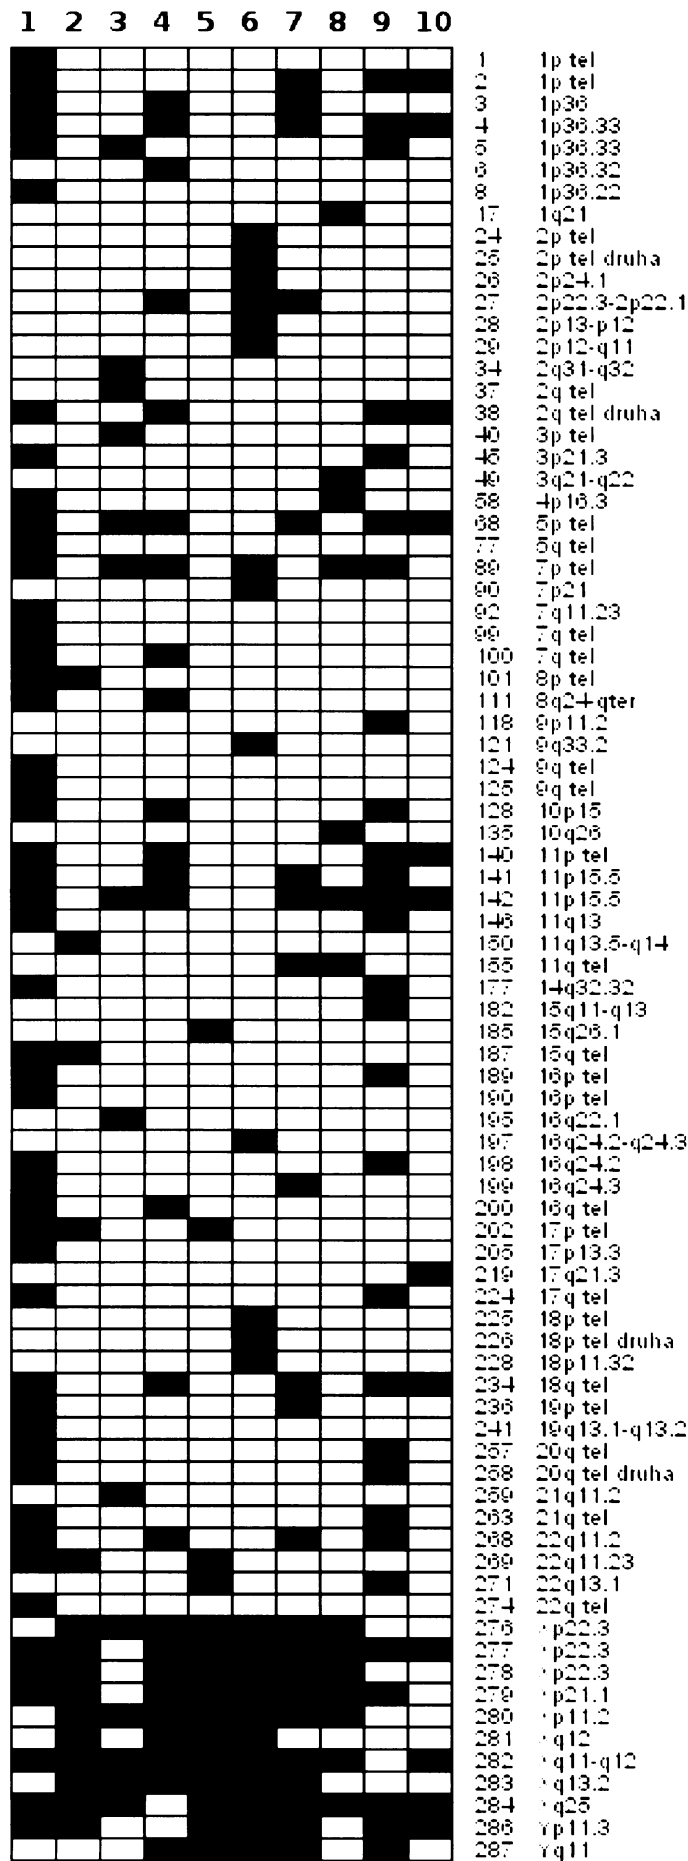 1 2 3 4 5 6 7 8 9 10
1 1p tel
2 1p tel
3 1p36
4 1p36.33
5 1p36.33
6 1p36.32
8 1p36.22
17 1q21
24 2p tel
25 2p tel druha
26 2p24.1
27 2p22.3-2p22.1
28 2p13-p12
29 2p12-q11
34 2q31-q32
37 2q tel
38 2q tel druha
40 3p tel
45 3p21.3
49 3q21-q22
58 4p16.3
68 5p tel
77 5q tel
89 7p tel
90 7p21
92 7q11.23
99 7q tel
100 7q tel
101 8p tel
111 8q24-qter
118 9p11.2
121 9q33.2
124 9q tel
125 9q tel
128 10p15
135 10q26
140 11p tel
141 11p15.5
142 11p15.5
146 11q13
150 11q13.5-q14
155 11q tel
177 14q32.32
182 15q11-q13
185 15q26.1
187 15q tel
189 16p tel
190 16p tel
195 16q22.1
197 16q24.2-q24.3
198 16q24.2
199 16q24.3
200 16q tel
202 17p tel
205 17p13.3
219 17q21.3
224 17q tel
225 18p tel
226 18p tel druha
228 18p11.32
234 18q tel
236 19p tel
241 19q13.1-q13.2
257 20q tel
258 20q tel druha
259 21q11.2
263 21q tel
268 22q11.2
269 22q11.23
271 22q13.1
274 22q tel
276 p22.3
277 p22.3
278 p22.3
279 p21.1
280 p11.2
281 q12
282 q11-q12
283 q13.2
284 q25
286 Yp11.3
287 Yq11